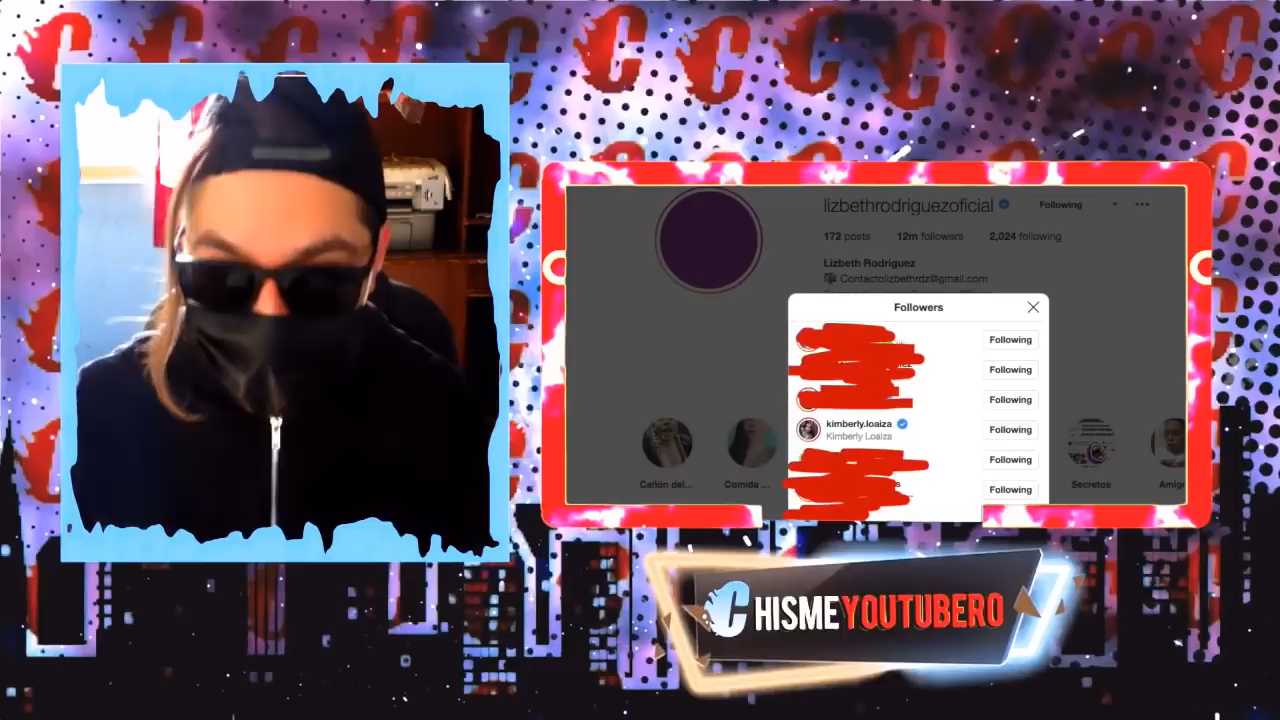 lizbethrodriguezoficial
Following
172 posts
12m followers
2,024 following
Lizbeth Rodriguez
Contactolizbethrdz@gmail.com
Followers
Following
Following
Following
kimberly.loaiza
Kimberly Loaiza
Following
Following
Following
Cañón del...
Comida ...
Secretos
Amig
CHISMEYOUTUBERO